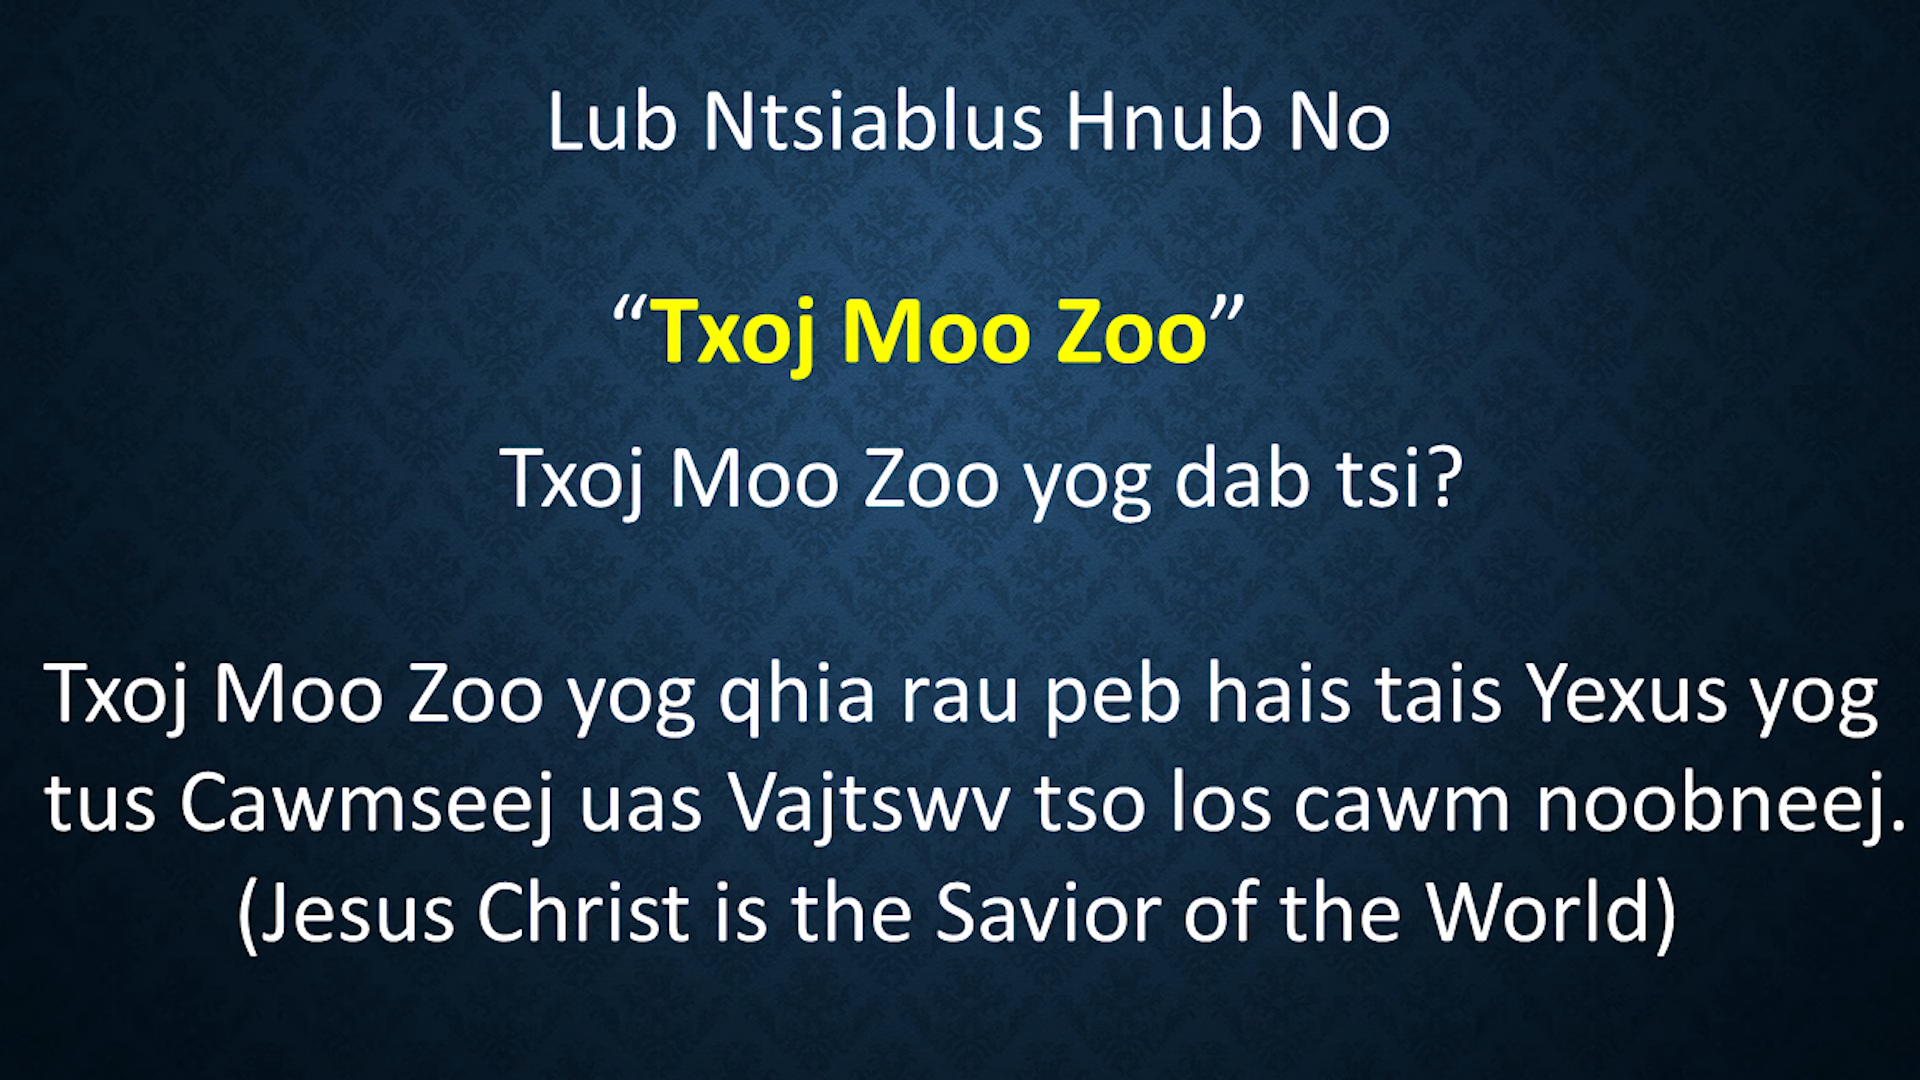 Lub Ntsiablus Hnub No
“Txoj Moo Zoo”
Txoj Moo Zoo yog dab tsi?
Txoj Moo Zoo yog qhia rau peb hais tais Yexus yog
tus Cawmseej uas Vajtswv tso los cawm noobneej.
(Jesus Christ is the Savior of the World)